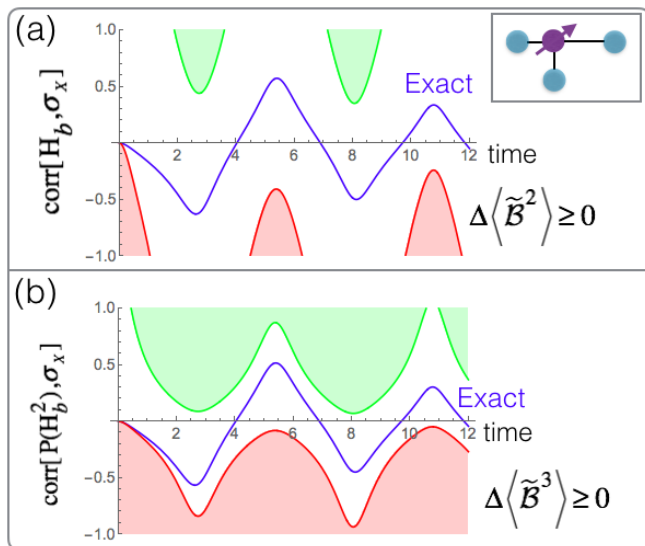 (a)
corr[H_b,σ_x]
1.0
0.5
-0.5
-1.0
2 4 6 8 10 12
time
Exact
Δ⟨B̃²⟩ ≥ 0
(b)
corr[P(H_b²),σ_x]
1.0
0.5
-0.5
-1.0
2 4 6 8 10 12
time
Exact
Δ⟨B̃³⟩ ≥ 0